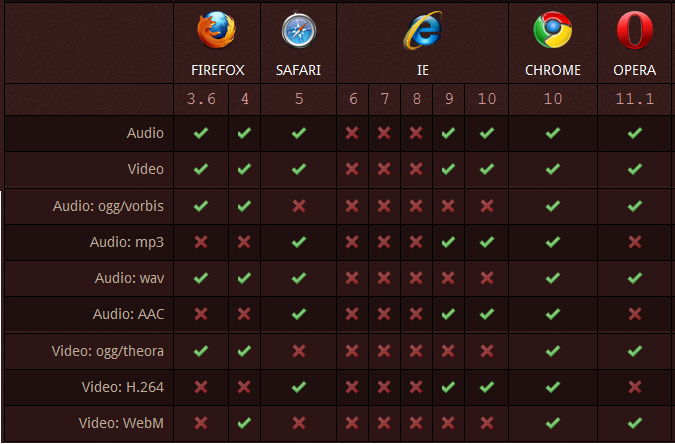 FIREFOX SAFARI IE CHROME OPERA
3.6 4 5 6 7 8 9 10 10 11.1
Audio
Video
Audio: ogg/vorbis
Audio: mp3
Audio: wav
Audio: AAC
Video: ogg/theora
Video: H.264
Video: WebM